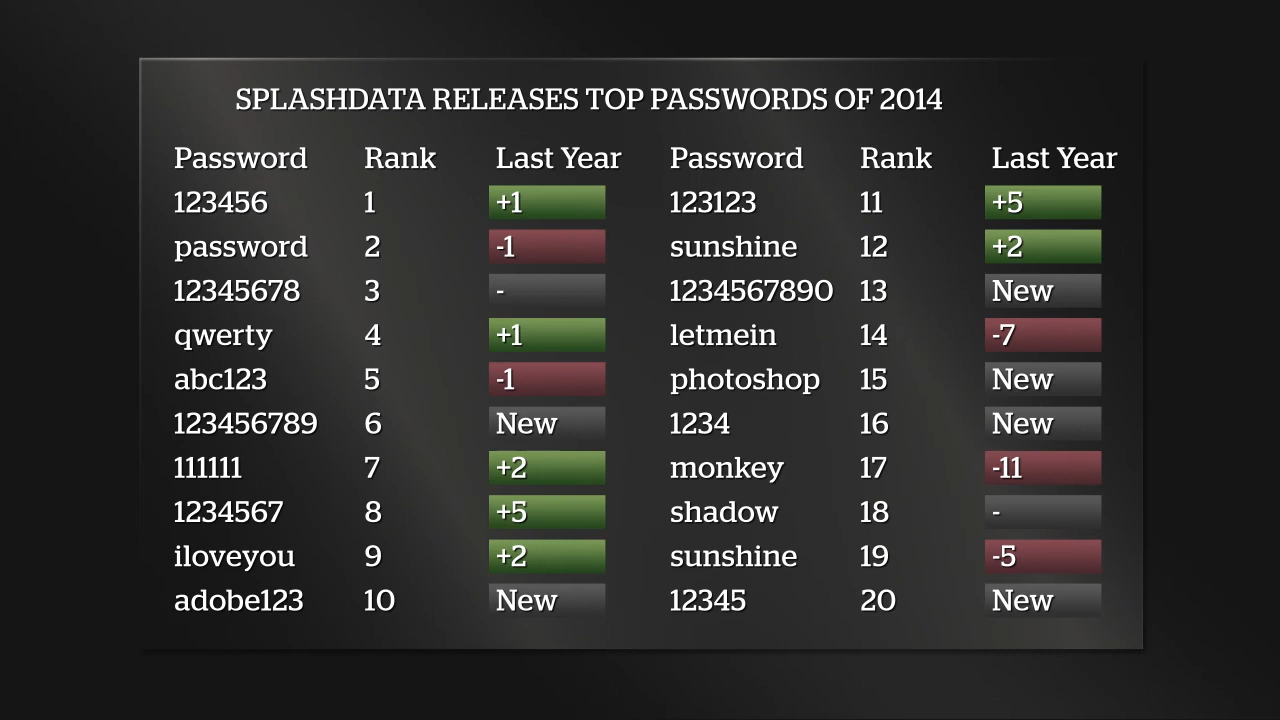 SPLASHDATA RELEASES TOP PASSWORDS OF 2014
Password Rank Last Year Password Rank Last Year
123456 1 +1 123123 11 +5
password 2 -1 sunshine 12 +2
12345678 3 - 1234567890 13 New
qwerty 4 +1 letmein 14 -7
abc123 5 -1 photoshop 15 New
123456789 6 New 1234 16 New
111111 7 +2 monkey 17 -11
1234567 8 +5 shadow 18 -
iloveyou 9 +2 sunshine 19 -5
adobe123 10 New 12345 20 New